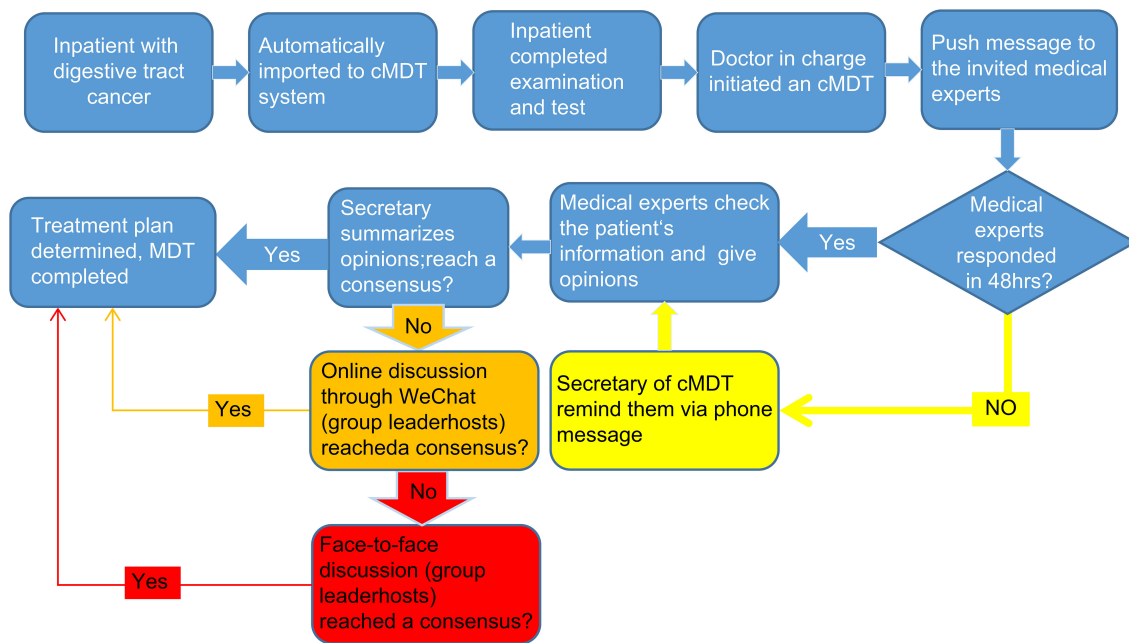 Inpatient with
digestive tract
cancer
Automatically
imported to cMDT
system
Inpatient
completed
examination
and test
Doctor in charge
initiated an cMDT
Push message to
the invited medical
experts
Medical
experts
responded
in 48hrs?
Yes
Medical experts check
the patient‘s
information and  give
opinions
Secretary
summarizes
opinions;reach a
consensus?
Yes
Treatment plan
determined, MDT
completed
NO
Secretary of cMDT
remind them via phone
message
No
Online discussion
through WeChat
(group leaderhosts)
reacheda consensus?
Yes
No
Face-to-face
discussion (group
leaderhosts)
reached a consensus?
Yes